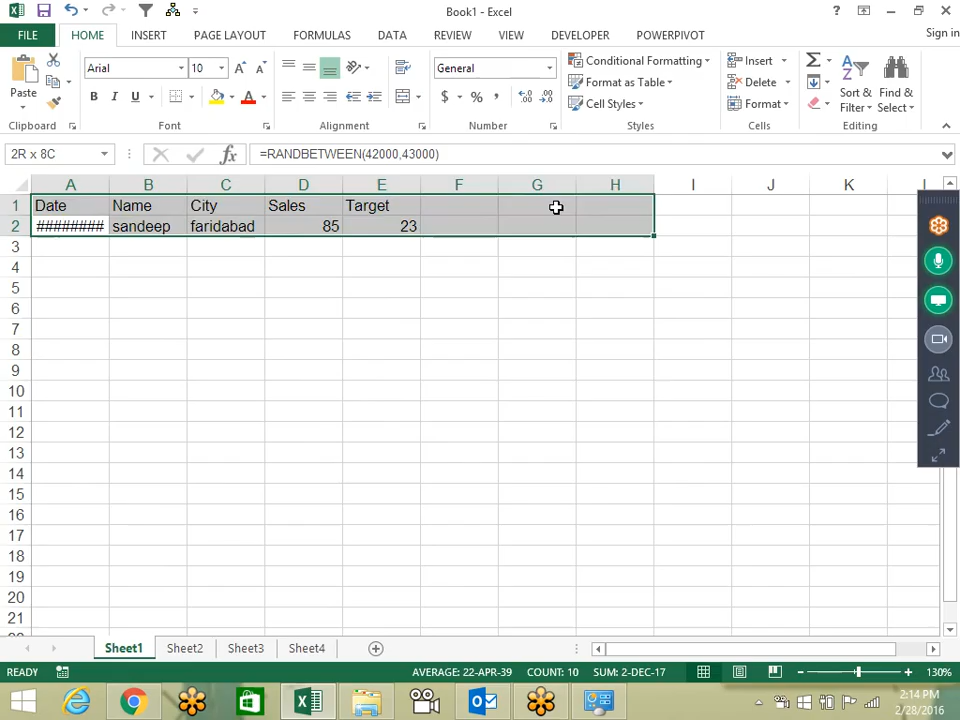 Book1 - Excel
FILE HOME INSERT PAGE LAYOUT FORMULAS DATA REVIEW VIEW DEVELOPER POWERPIVOT Sign in
Paste Arial 10 General Conditional Formatting Insert
B I U $ % , Format as Table Delete Sort & Find &
Cell Styles Format Filter Select
Clipboard Font Alignment Number Styles Cells Editing
2R x 8C fx =RANDBETWEEN(42000,43000)
A B C D E F G H I J K L
1 Date Name City Sales Target
2 ######## sandeep faridabad 85 23
3
4
5
6
7
8
9
10
11
12
13
14
15
16
17
18
19
20
21
22
Sheet1 Sheet2 Sheet3 Sheet4
READY AVERAGE: 22-APR-39 COUNT: 10 SUM: 2-DEC-17 130%
2:14 PM
2/28/2016